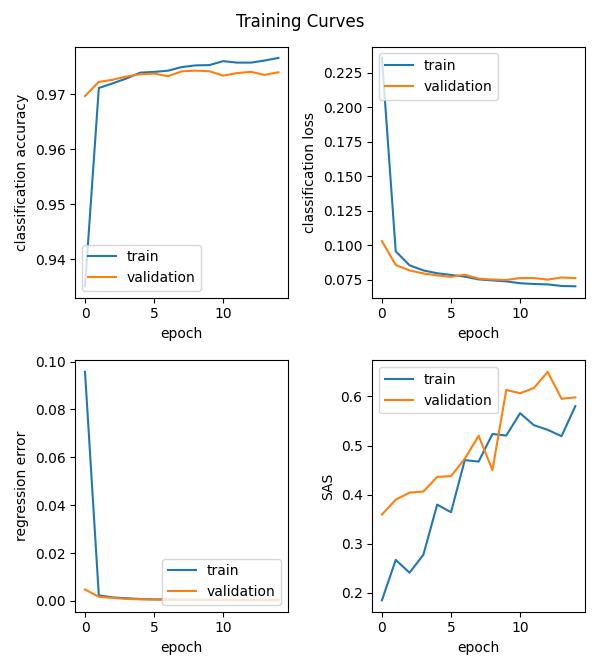 Training Curves
classification accuracy
0.97
0.96
0.95
0.94
train
validation
0
5
10
epoch
classification loss
0.225
0.200
0.175
0.150
0.125
0.100
0.075
train
validation
0
5
10
epoch
regression error
0.10
0.08
0.06
0.04
0.02
0.00
train
validation
0
5
10
epoch
SAS
0.6
0.5
0.4
0.3
0.2
train
validation
0
5
10
epoch